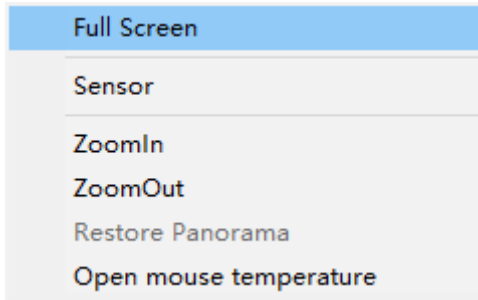 Full Screen
Sensor
ZoomIn
ZoomOut
Restore Panorama
Open mouse temperature